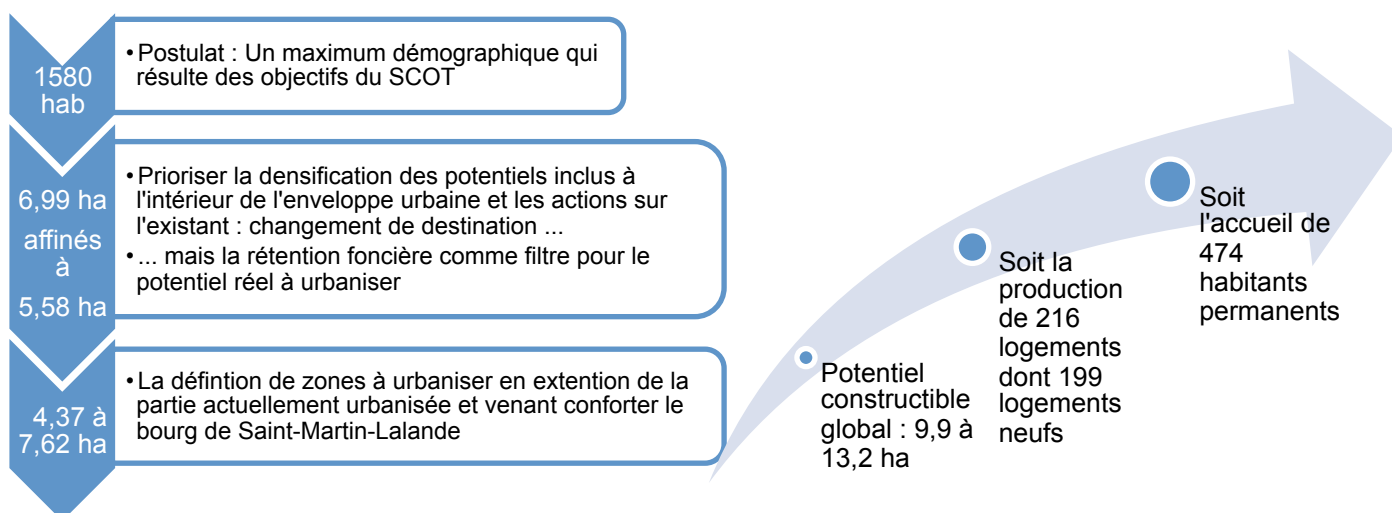 1580
hab
•Postulat : Un maximum démographique qui
résulte des objectifs du SCOT
6,99 ha
affinés
à
5,58 ha
•Prioriser la densification des potentiels inclus à
l'intérieur de l'enveloppe urbaine et les actions sur
l'existant : changement de destination ...
•... mais la rétention foncière comme filtre pour le
potentiel réel à urbaniser
4,37 à
7,62 ha
•La défintion de zones à urbaniser en extention de la
partie actuellement urbanisée et venant conforter le
bourg de Saint-Martin-Lalande
Potentiel
constructible
global : 9,9 à
13,2 ha
Soit la
production
de 216
logements
dont 199
logements
neufs
Soit
l'accueil de
474
habitants
permanents